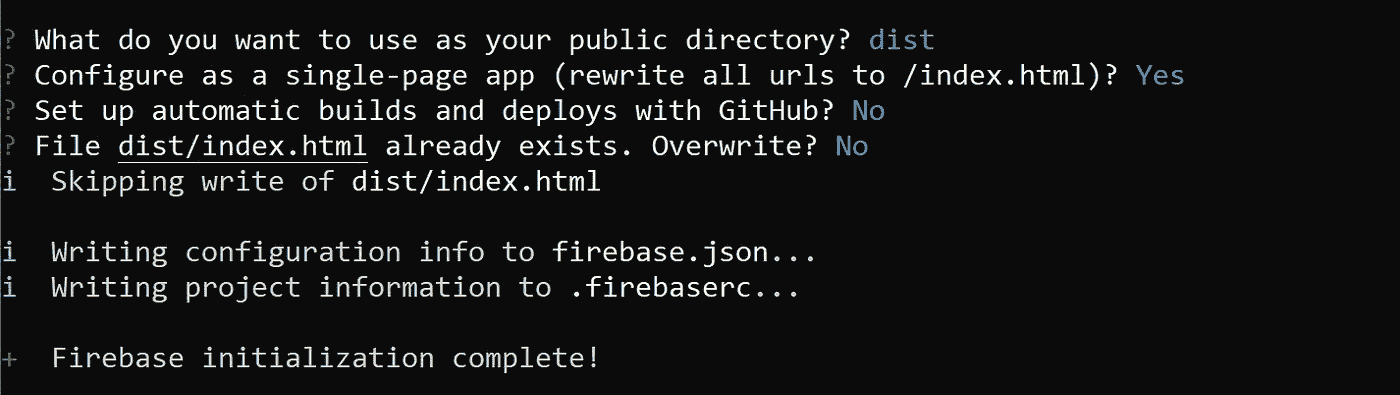 ? What do you want to use as your public directory? dist
? Configure as a single-page app (rewrite all urls to /index.html)? Yes
? Set up automatic builds and deploys with GitHub? No
? File dist/index.html already exists. Overwrite? No
i  Skipping write of dist/index.html
i  Writing configuration info to firebase.json...
i  Writing project information to .firebaserc...
+  Firebase initialization complete!